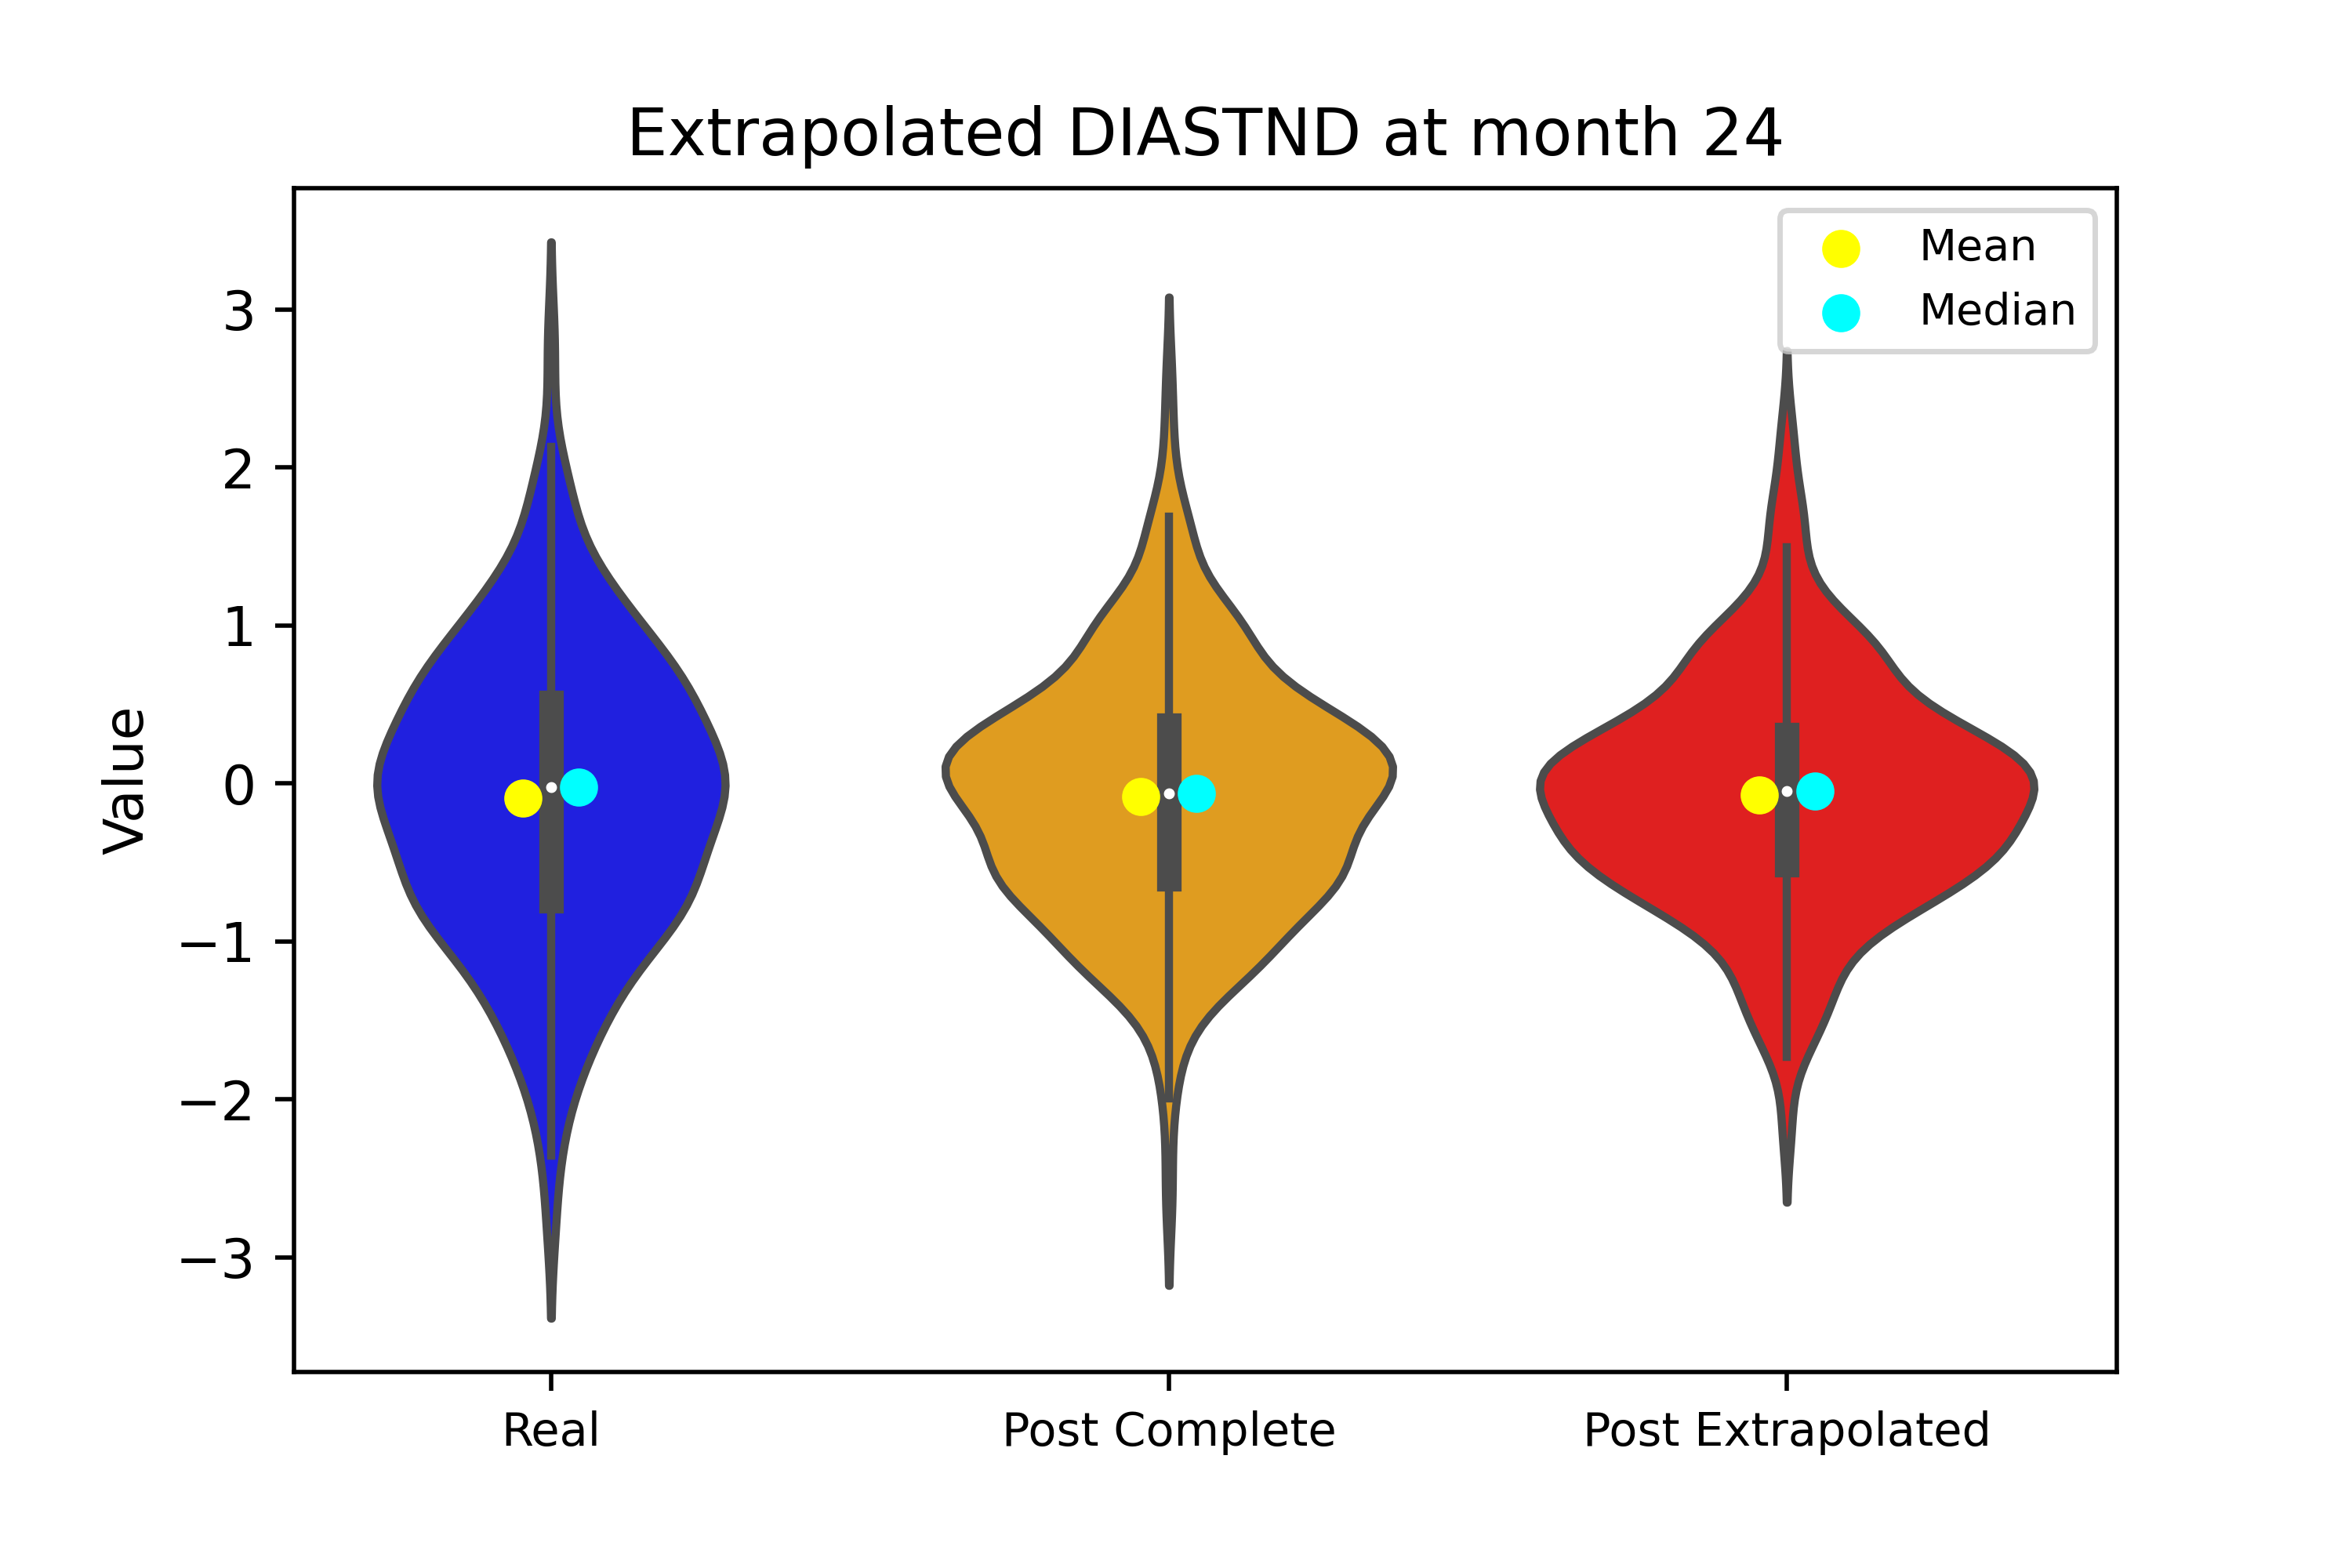 Extrapolated DIASTND at month 24
Mean
Median
3
2
1
0
−1
−2
−3
Value
Real
Post Complete
Post Extrapolated